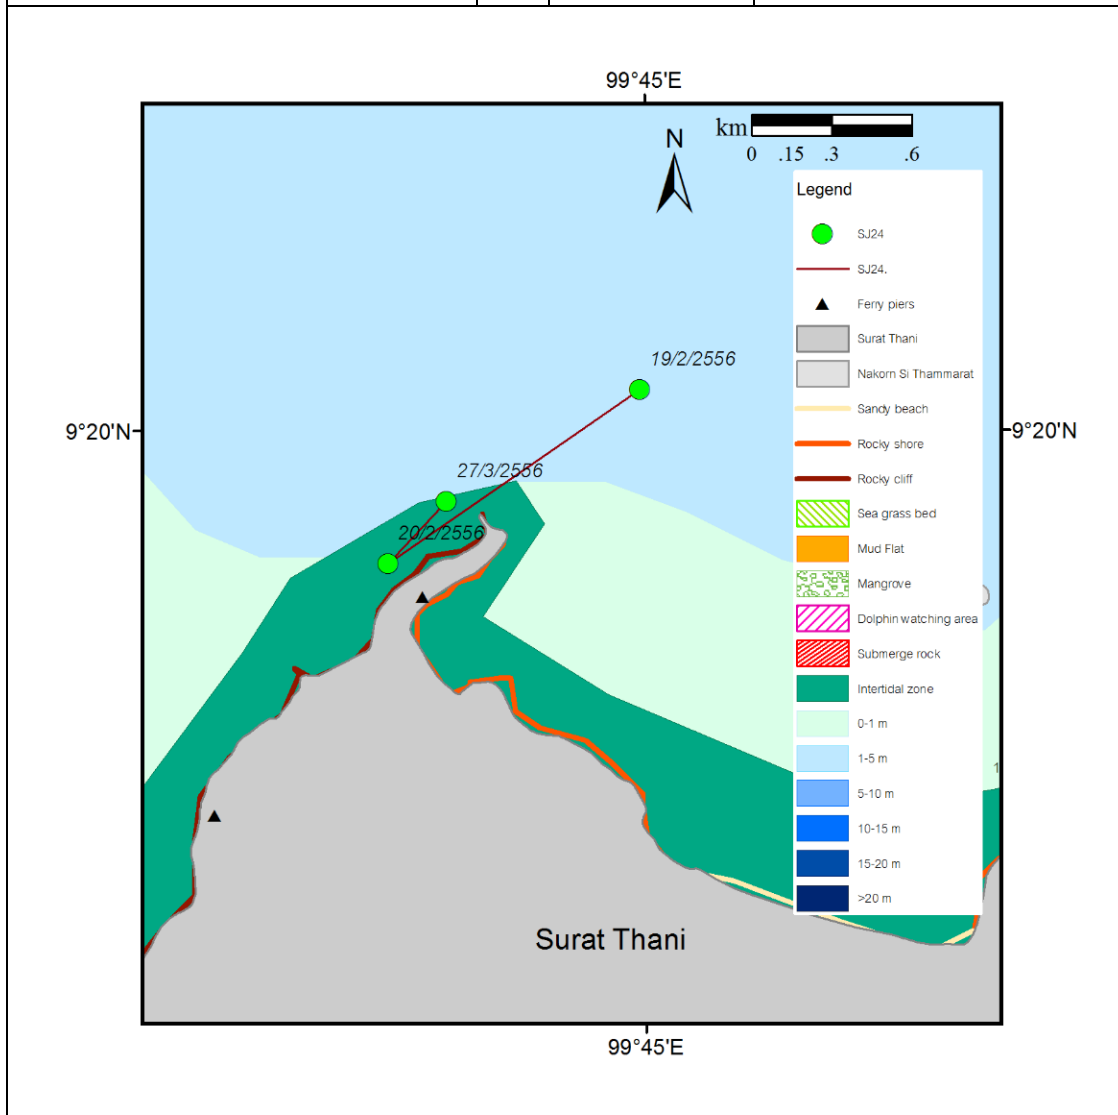 99°45'E
km
0 .15 .3 .6
N
Legend
SJ24
SJ24.
Ferry piers
Surat Thani
Nakorn Si Thammarat
Sandy beach
Rocky shore
Rocky cliff
Sea grass bed
Mud Flat
Mangrove
Dolphin watching area
Submerge rock
Intertidal zone
0-1 m
1-5 m
5-10 m
10-15 m
15-20 m
>20 m
19/2/2556
9°20'N
9°20'N
27/3/2556
20/2/2556
1
Surat Thani
99°45'E